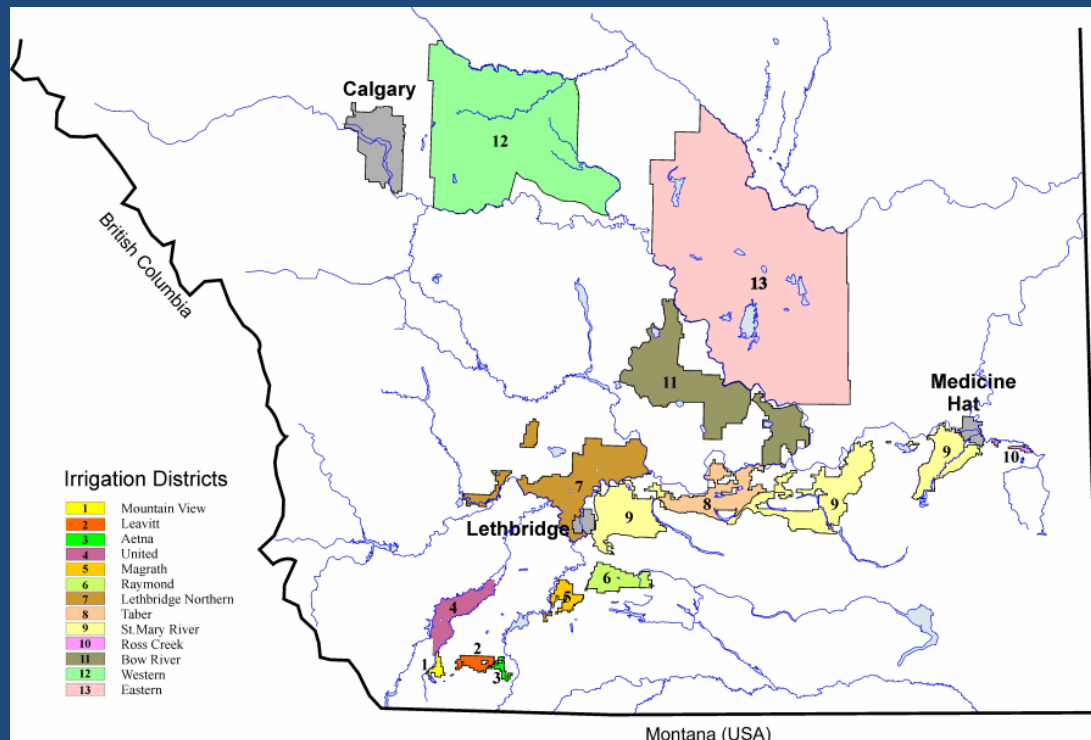 Calgary
12
British Columbia
13
11
Medicine
Hat
9
10
7
8
9
Lethbridge
9
6
5
4
2
1
3
Irrigation Districts
1 Mountain View
2 Leavitt
3 Aetna
4 United
5 Magrath
6 Raymond
7 Lethbridge Northern
8 Taber
9 St.Mary River
10 Ross Creek
11 Bow River
12 Western
13 Eastern
Montana (USA)